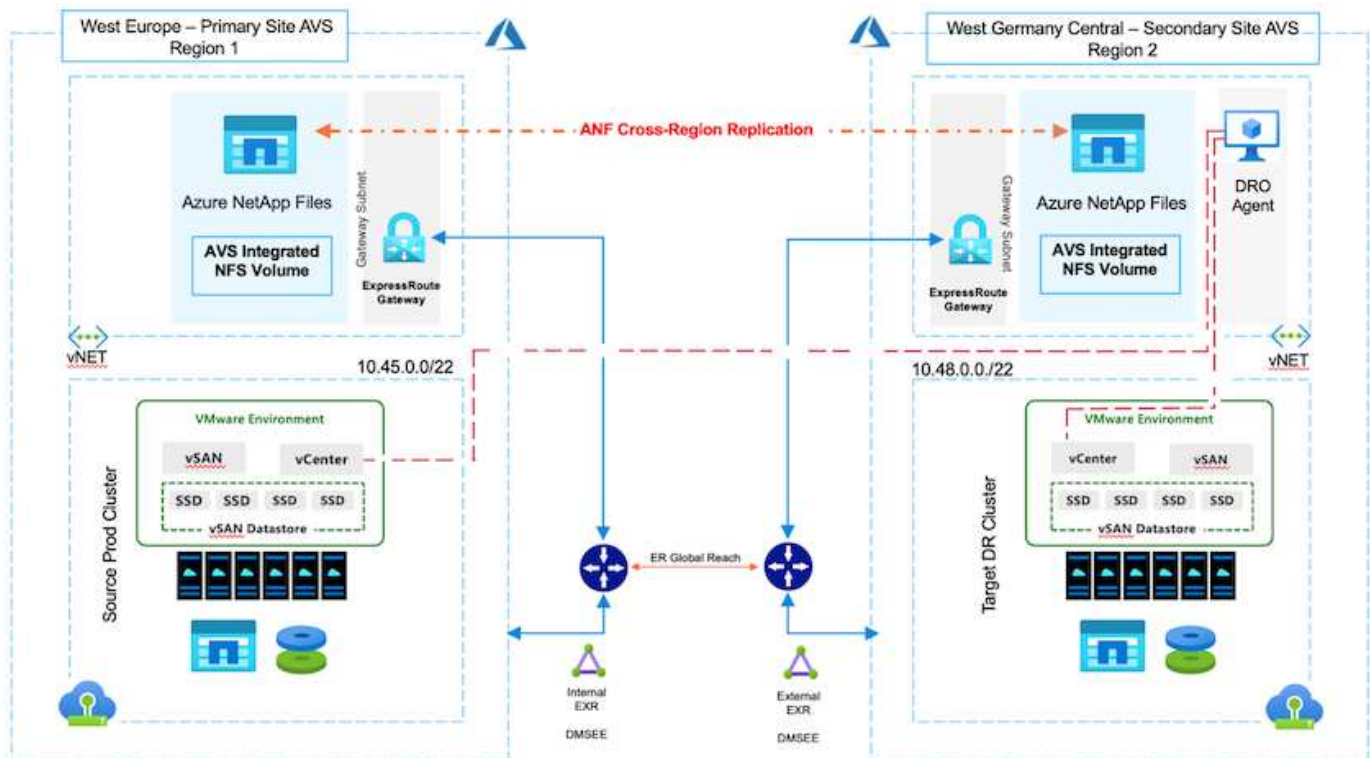 West Europe – Primary Site AVS
Region 1
West Germany Central – Secondary Site AVS
Region 2
ANF Cross-Region Replication
Azure NetApp Files
AVS Integrated
NFS Volume
Gateway Subnet
ExpressRoute
Gateway
Gateway Subnet
ExpressRoute
Gateway
Azure NetApp Files
AVS Integrated
NFS Volume
DRO
Agent
vNET
10.45.0.0/22
10.48.0.0./22
vNET
Source Prod Cluster
VMware Environment
vSAN
vCenter
SSD
SSD
SSD
SSD
vSAN Datastore
ER Global Reach
Internal
EXR
DMSEE
External
EXR
DMSEE
Target DR Cluster
VMware Environment
vCenter
vSAN
SSD
SSD
SSD
SSD
vSAN Datastore